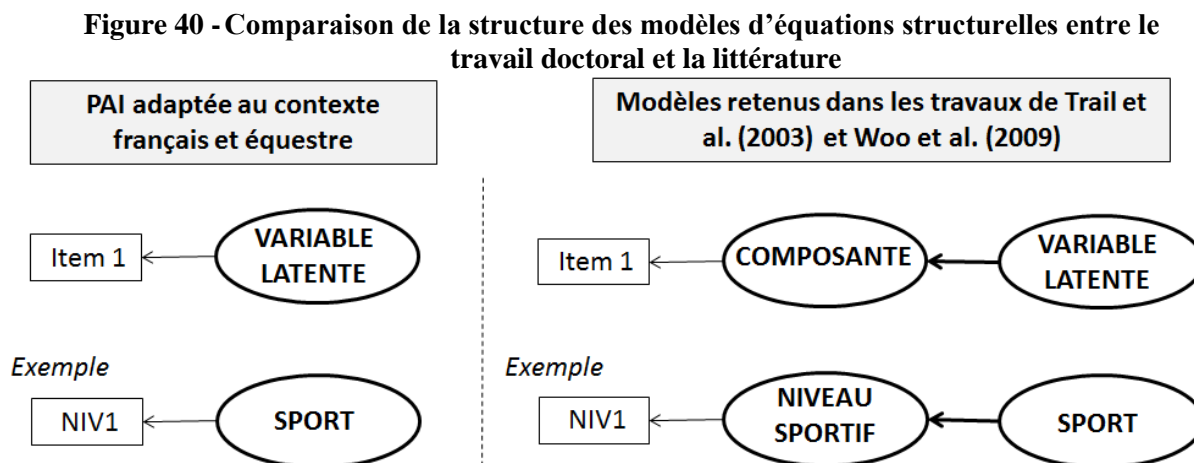 Figure 40 - Comparaison de la structure des modèles d’équations structurelles entre le
travail doctoral et la littérature
PAI adaptée au contexte
français et équestre
Modèles retenus dans les travaux de Trail et
al. (2003) et Woo et al. (2009)
Item 1
VARIABLE
LATENTE
Item 1
COMPOSANTE
VARIABLE
LATENTE
Exemple
NIV1
SPORT
Exemple
NIV1
NIVEAU
SPORTIF
SPORT